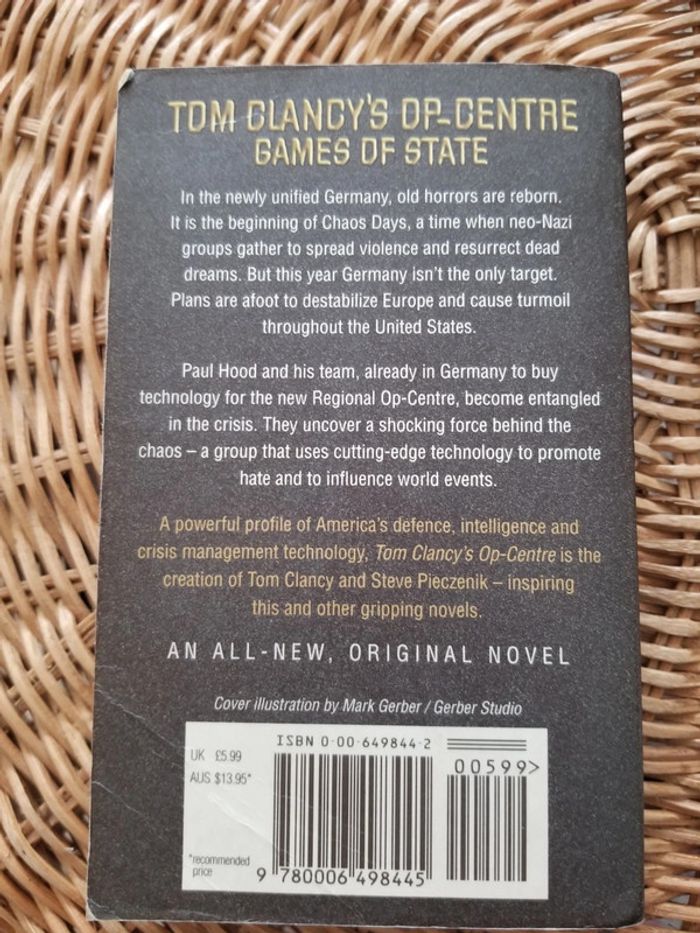 TOM CLANCY'S OP-CENTRE
GAMES OF STATE
In the newly unified Germany, old horrors are reborn.
It is the beginning of Chaos Days, a time when neo-Nazi
groups gather to spread violence and resurrect dead
dreams. But this year Germany isn't the only target.
Plans are afoot to destabilize Europe and cause turmoil
throughout the United States.
Paul Hood and his team, already in Germany to buy
technology for the new Regional Op-Centre, become entangled
in the crisis. They uncover a shocking force behind the
chaos – a group that uses cutting-edge technology to promote
hate and to influence world events.
A powerful profile of America's defence, intelligence and
crisis management technology, Tom Clancy's Op-Centre is the
creation of Tom Clancy and Steve Pieczenik – inspiring
this and other gripping novels.
AN ALL-NEW, ORIGINAL NOVEL
Cover illustration by Mark Gerber / Gerber Studio
ISBN 0-00-649844-2
UK £5.99
AUS $13.95*
00599>
*recommended
price
9 780006 498445